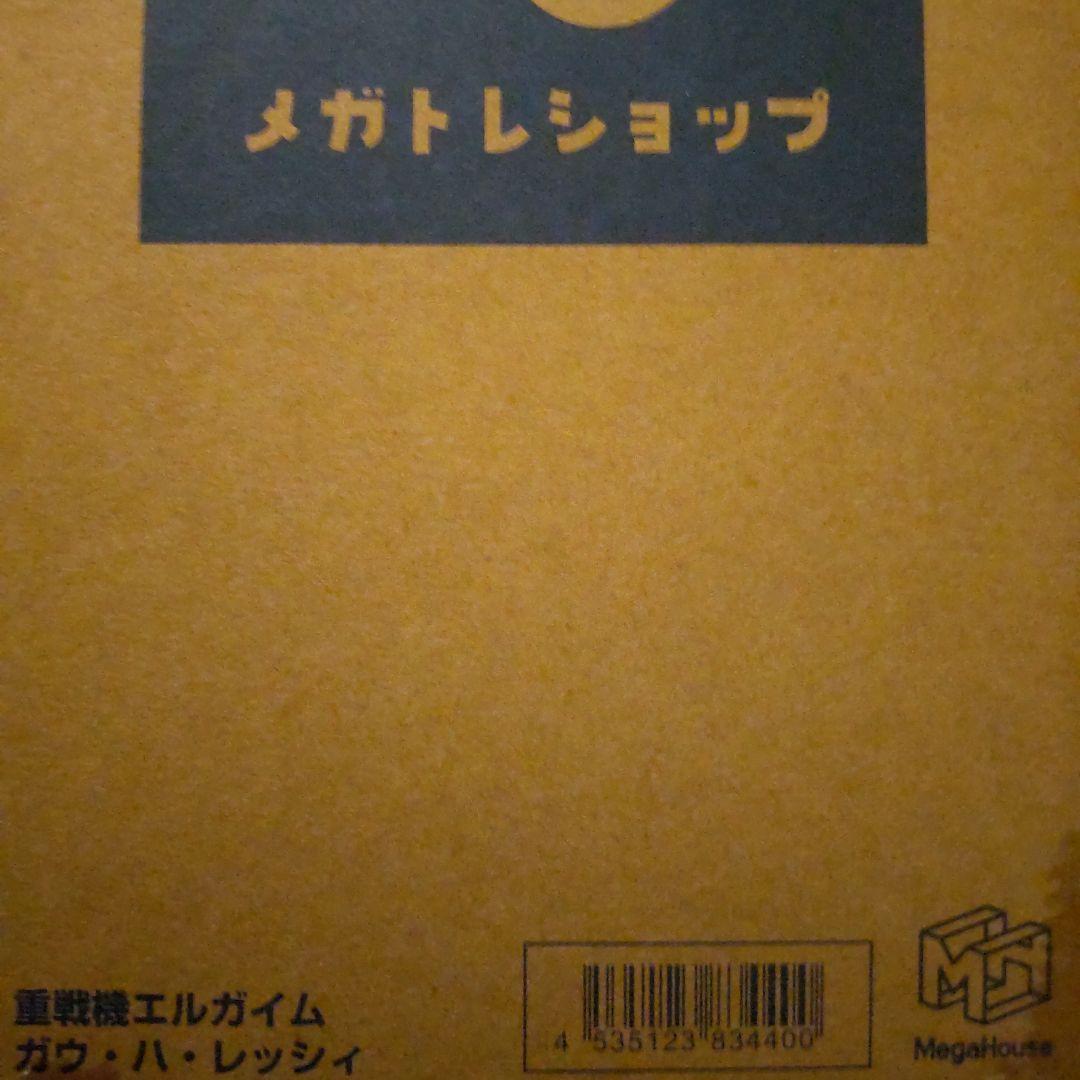 メガトレショップ
重戦機エルガイム
ガウ・ハ・レッシィ
4 535123 834400
MegaHouse